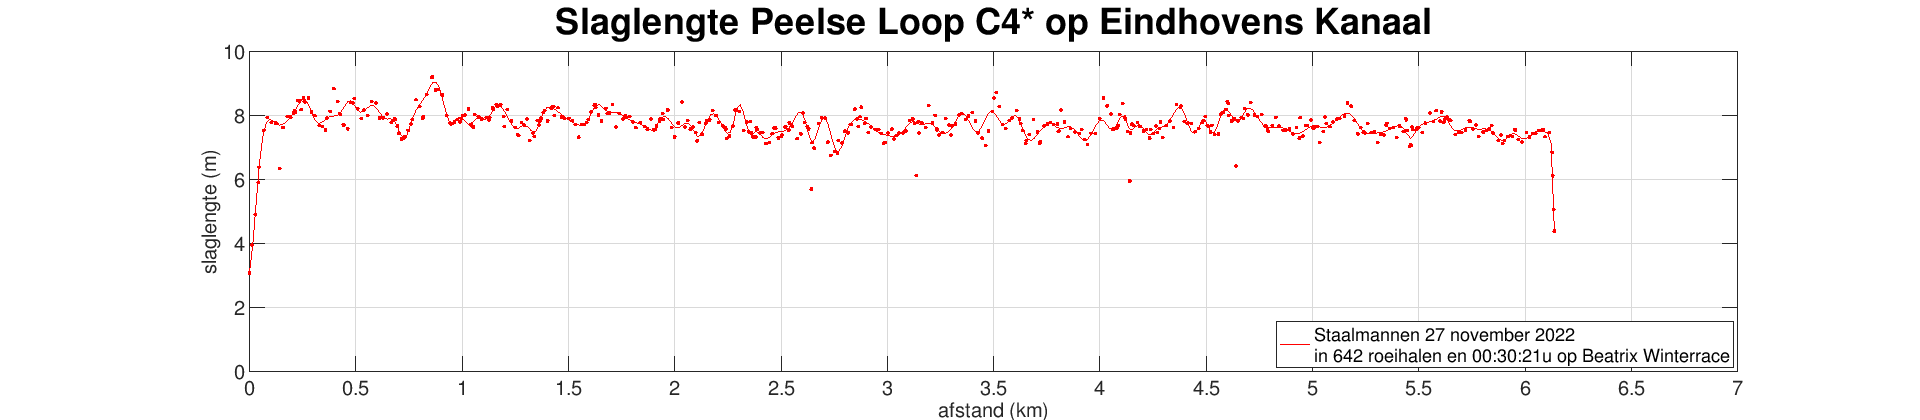 Slaglengte Peelse Loop C4* op Eindhovens Kanaal
slaglengte (m)
10
8
6
4
2
0
0 0.5 1 1.5 2 2.5 3 3.5 4 4.5 5 5.5 6 6.5 7
afstand (km)
Staalmannen 27 november 2022
in 642 roeihalen en 00:30:21u op Beatrix Winterrace